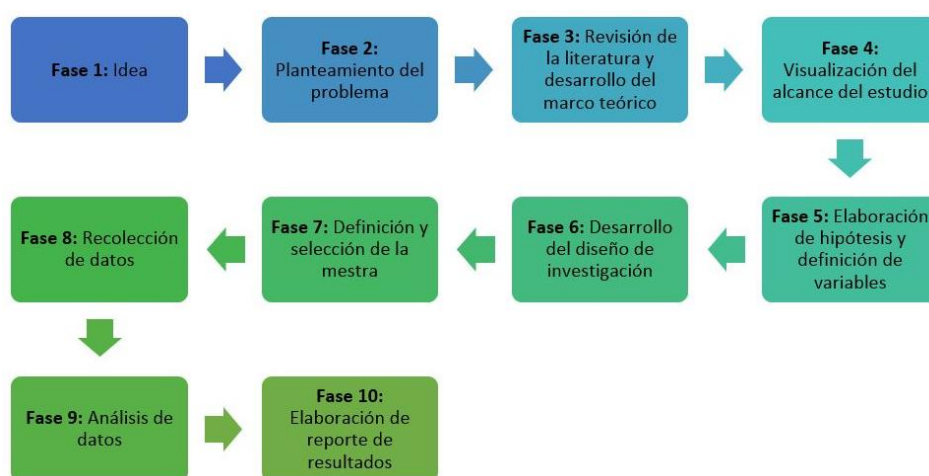 Fase 1: Idea
Fase 2:
Planteamiento del
problema
Fase 3: Revisión de
la literatura y
desarrollo del
marco teórico
Fase 4:
Visualización del
alcance del estudio
Fase 5: Elaboración
de hipótesis y
definición de
variables
Fase 6: Desarrollo
del diseño de
investigación
Fase 7: Definición y
selección de la
mestra
Fase 8: Recolección
de datos
Fase 9: Análisis de
datos
Fase 10:
Elaboración de
reporte de
resultados